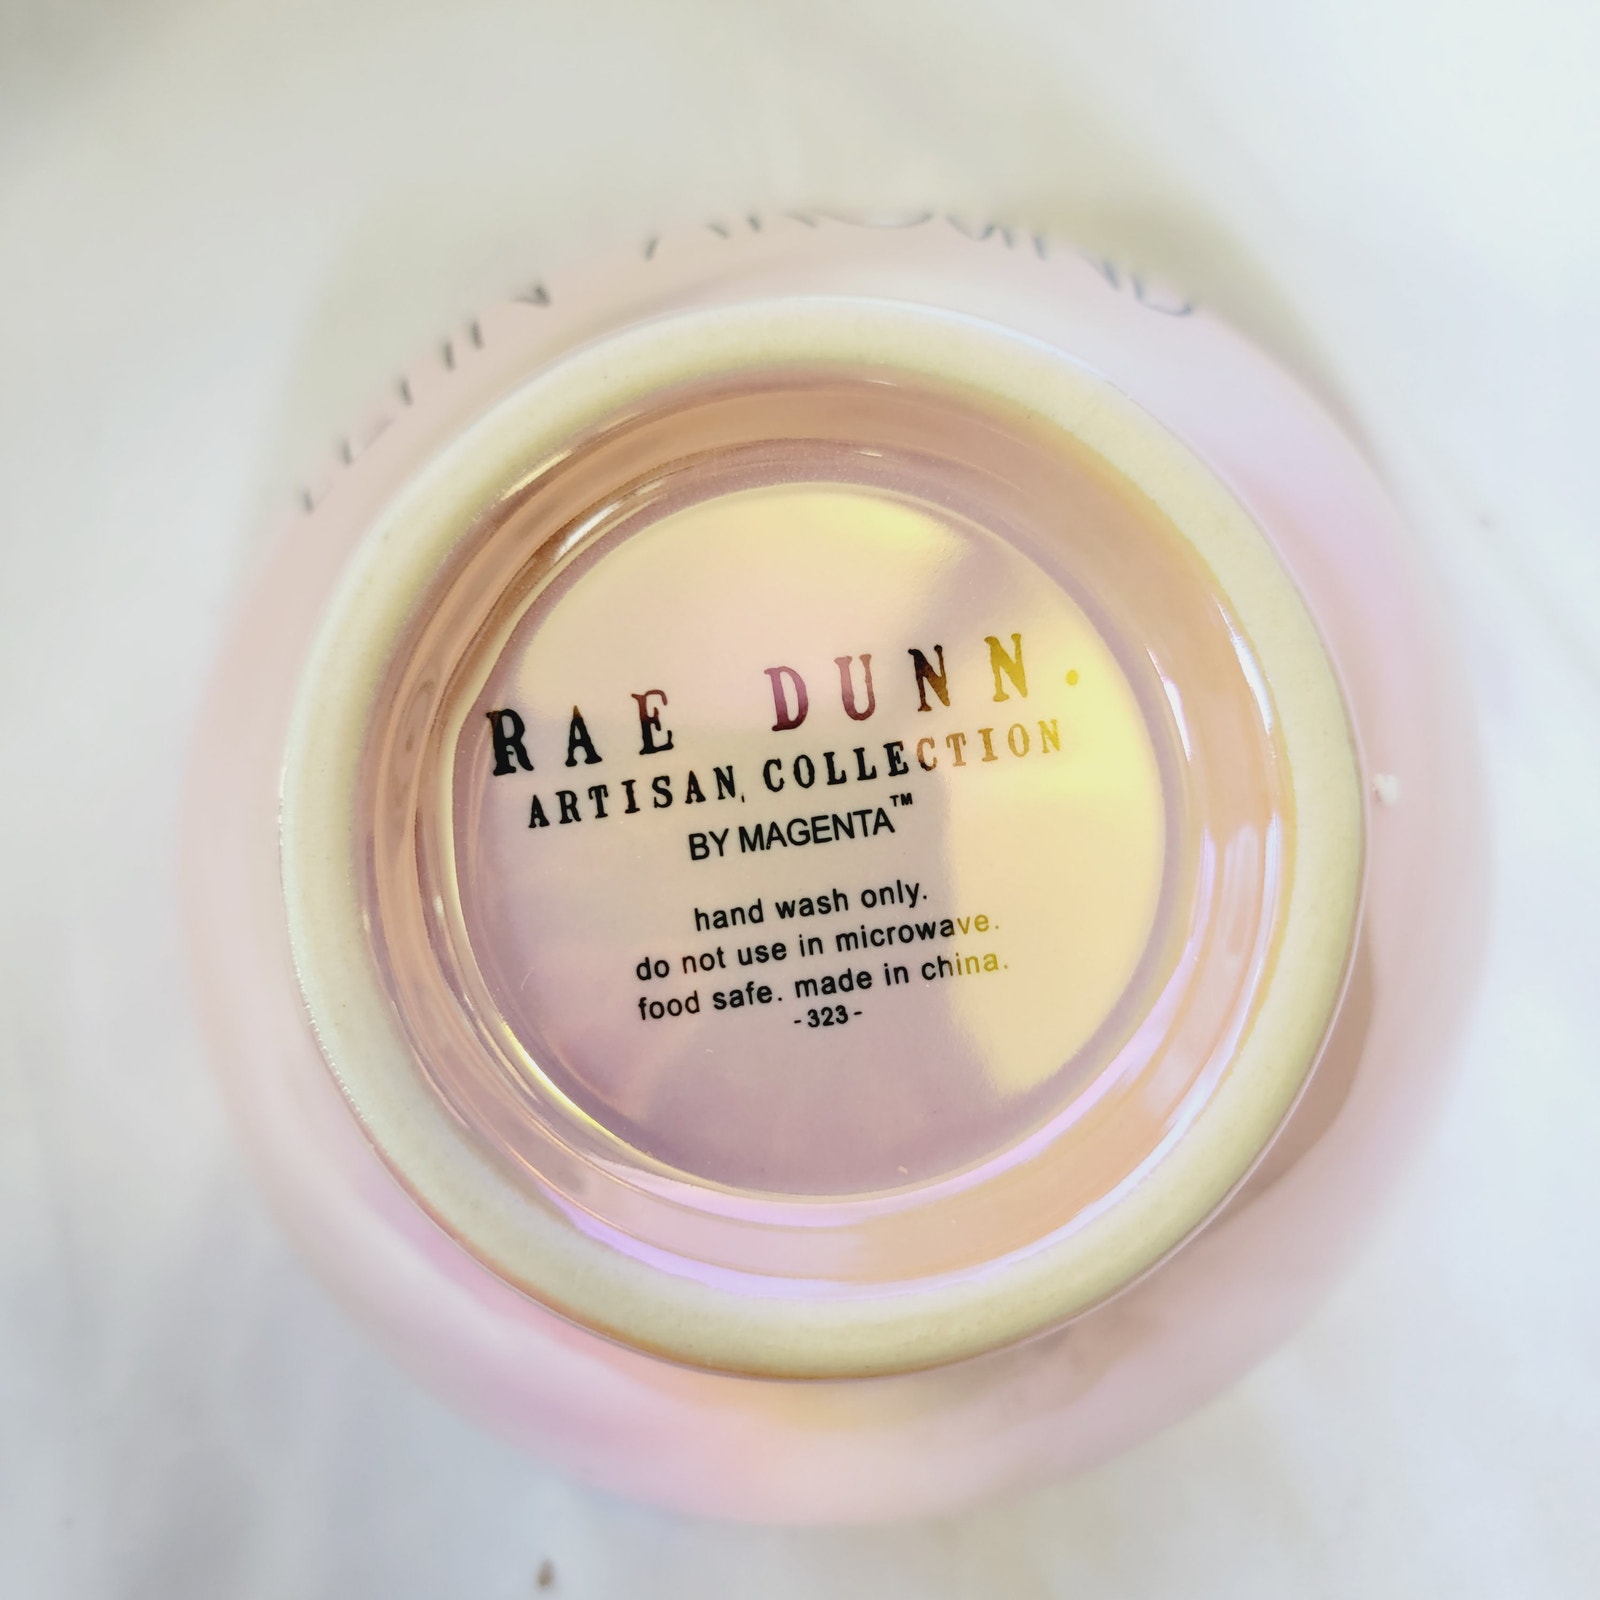 RAE DUNN.
ARTISAN COLLECTION
BY MAGENTA™
hand wash only.
do not use in microwave.
food safe. made in china.
-323-